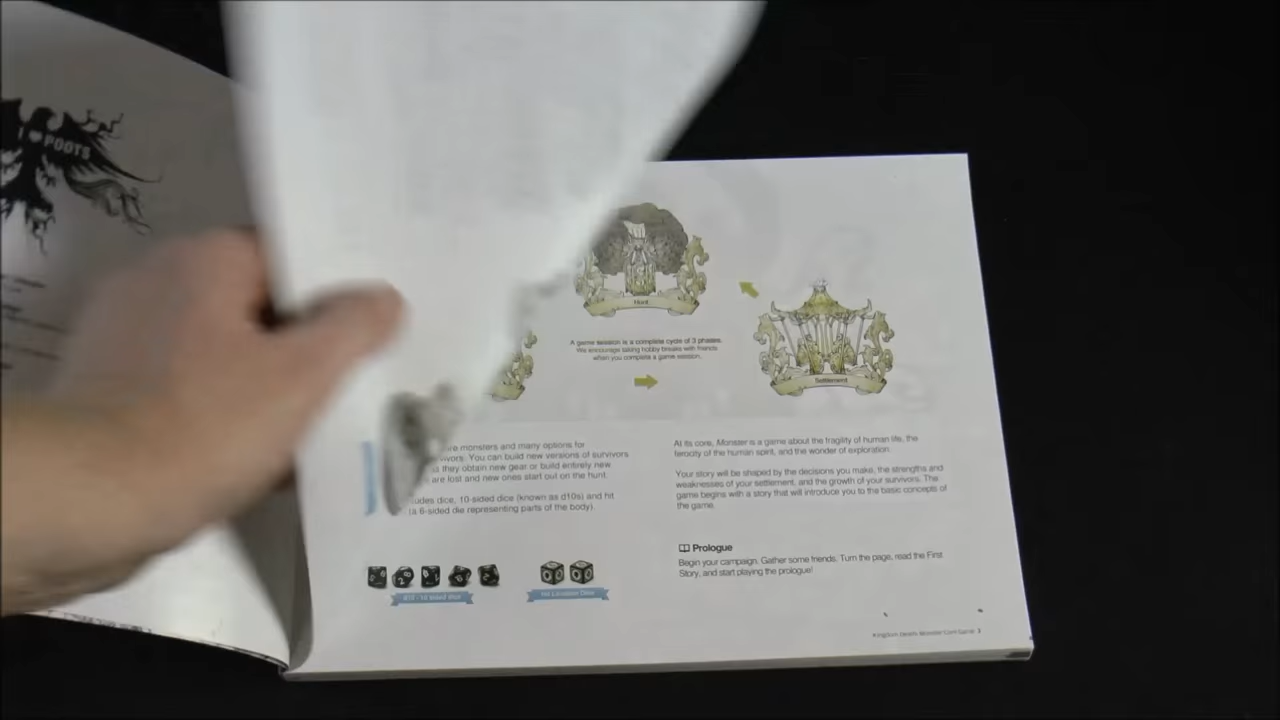 POOTS
Hunt
A game session is a complete cycle of 3 phases.
We encourage taking hobby breaks with friends
when you complete a game session.
Settlement
re monsters and many options for
vivors. You can build new versions of survivors
they obtain new gear or build entirely new
are lost and new ones start out on the hunt.
udes dice, 10-sided dice (known as d10s) and hit
(a 6-sided die representing parts of the body).
Hit Location Dice
At its core, Monster is a game about the fragility of human life, the
ferocity of the human spirit, and the wonder of exploration.
Your story will be shaped by the decisions you make, the strengths and
weaknesses of your settlement, and the growth of your survivors. The
game begins with a story that will introduce you to the basic concepts of
the game.
Prologue
Begin your campaign. Gather some friends. Turn the page, read the First
Story, and start playing the prologue!
Kingdom Death: Monster Core Game 3